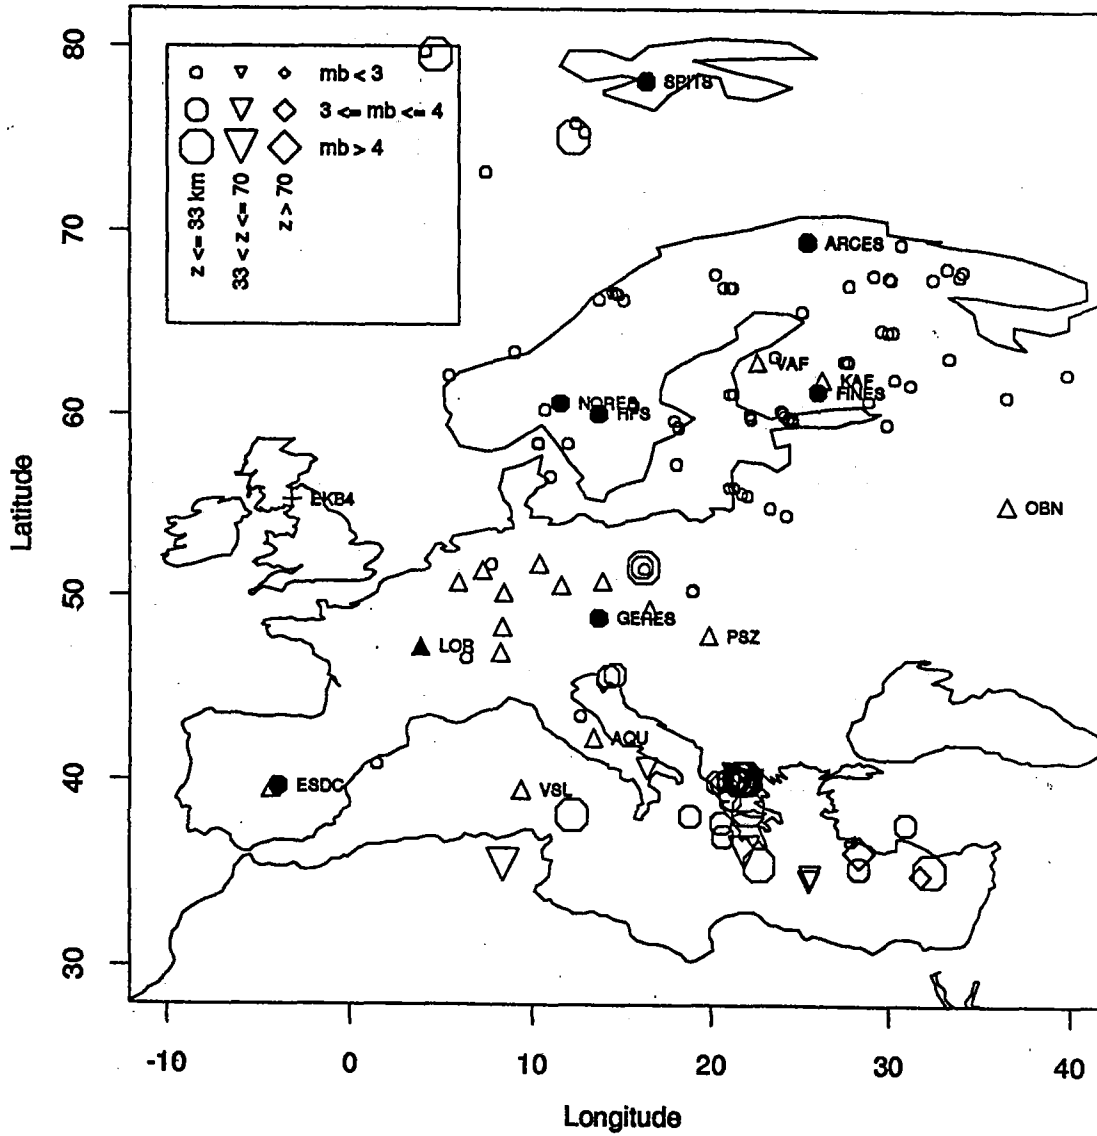 80
70
60
50
40
30
Latitude
mb < 3
3 <= mb <= 4
mb > 4
z <= 33 km
33 < z <= 70
z > 70
SPITS
ARCES
VAF
KAF
FINES
NORES
HFS
EKB4
OBN
GERES
PSZ
LOR
AQU
ESDC
VSL
-10 0 10 20 30 40
Longitude